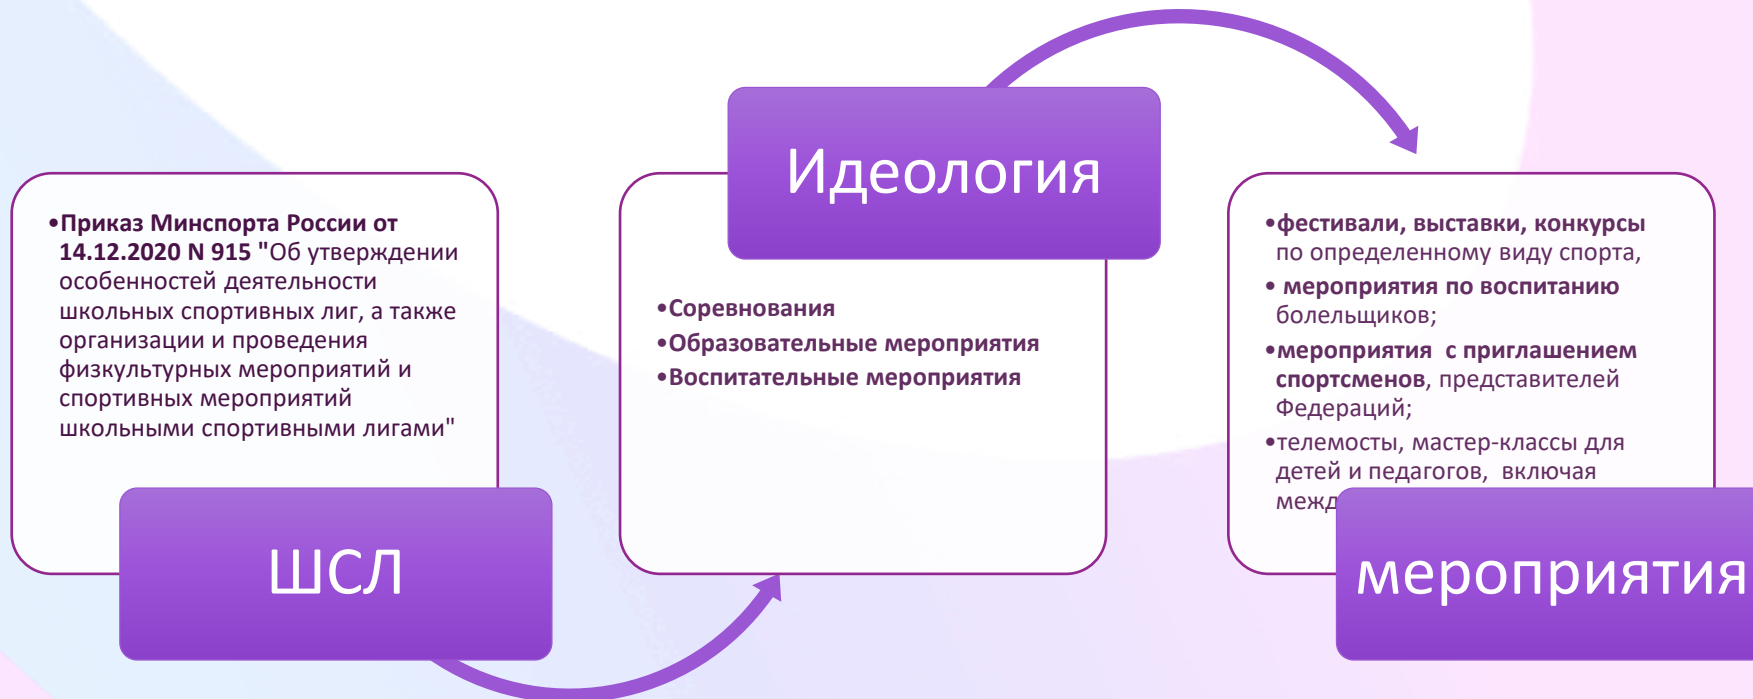 •Приказ Минспорта России от
14.12.2020 N 915 "Об утверждении
особенностей деятельности
школьных спортивных лиг, а также
организации и проведения
физкультурных мероприятий и
спортивных мероприятий
школьными спортивными лигами"
ШСЛ
Идеология
•Соревнования
•Образовательные мероприятия
•Воспитательные мероприятия
•фестивали, выставки, конкурсы
по определенному виду спорта,
• мероприятия по воспитанию
болельщиков;
•мероприятия  с приглашением
спортсменов, представителей
Федераций;
•телемосты, мастер-классы для
детей и педагогов,  включая
мероприятия